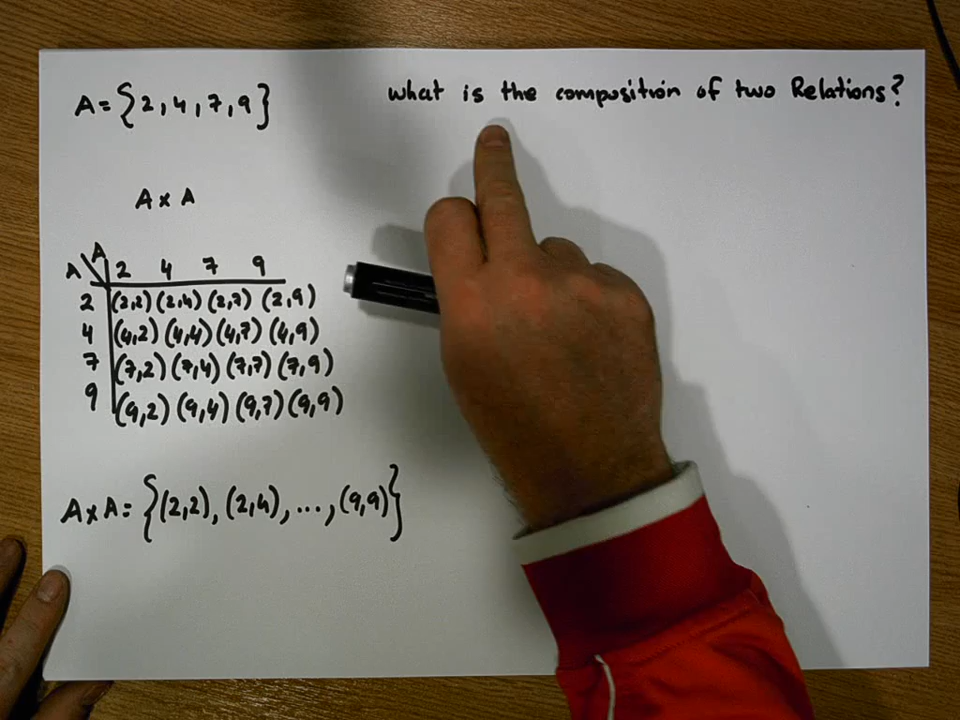 A = {2, 4, 7, 9}
what is the composition of two Relations?
A x A
A \ A 2 4 7 9
2 (2,2) (2,4) (2,7) (2,9)
4 (4,2) (4,4) (4,7) (4,9)
7 (7,2) (7,4) (7,7) (7,9)
9 (9,2) (9,4) (9,7) (9,9)
A x A = {(2,2), (2,4), ..., (9,9)}